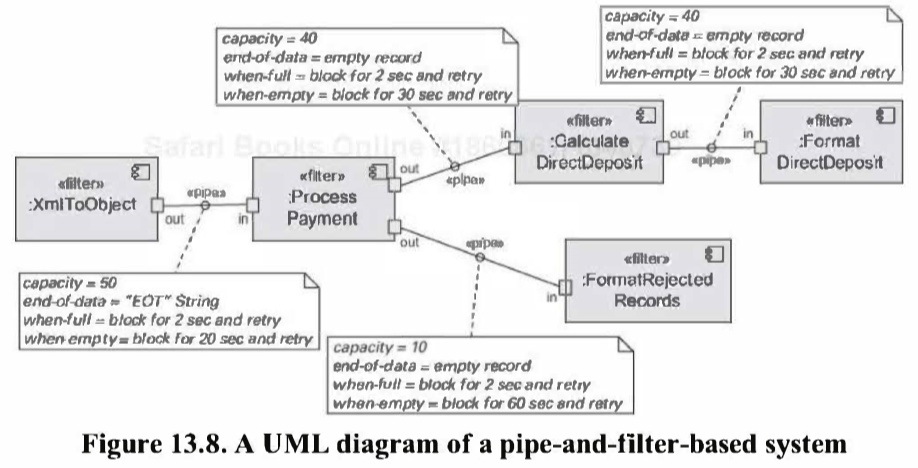 capacity = 40
end-of-data = empty record
when-full = block for 2 sec and retry
when-empty = block for 30 sec and retry
capacity = 40
end-of-data = empty record
when-full = block for 2 sec and retry
when-empty = block for 30 sec and retry
«filter»
:XmlToObject
out
«pipe»
in
«filter»
:Process
Payment
out
out
«pipe»
in
«filter»
:Calculate
DirectDeposit
out
«pipe»
in
«filter»
:Format
DirectDeposit
«pipe»
in
«filter»
:FormatRejected
Records
Safari Books Online
capacity = 50
end-of-data = "EOT" String
when-full = block for 2 sec and retry
when-empty = block for 20 sec and retry
capacity = 10
end-of-data = empty record
when-full = block for 2 sec and retry
when-empty = block for 60 sec and retry
Figure 13.8. A UML diagram of a pipe-and-filter-based system